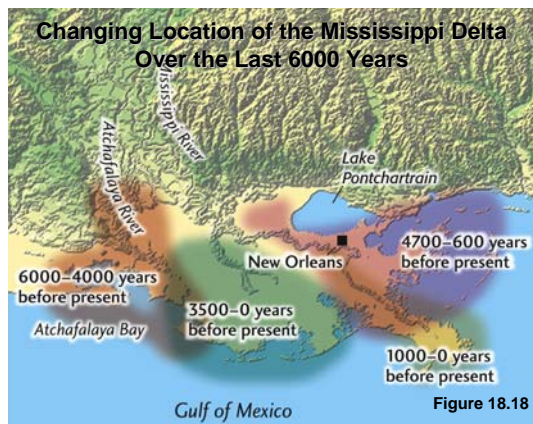 Changing Location of the Mississippi Delta
Over the Last 6000 Years
Mississippi River
Atchafalaya River
Lake
Pontchartrain
New Orleans
4700–600 years
before present
6000–4000 years
before present
3500–0 years
before present
Atchafalaya Bay
1000–0 years
before present
Gulf of Mexico
Figure 18.18